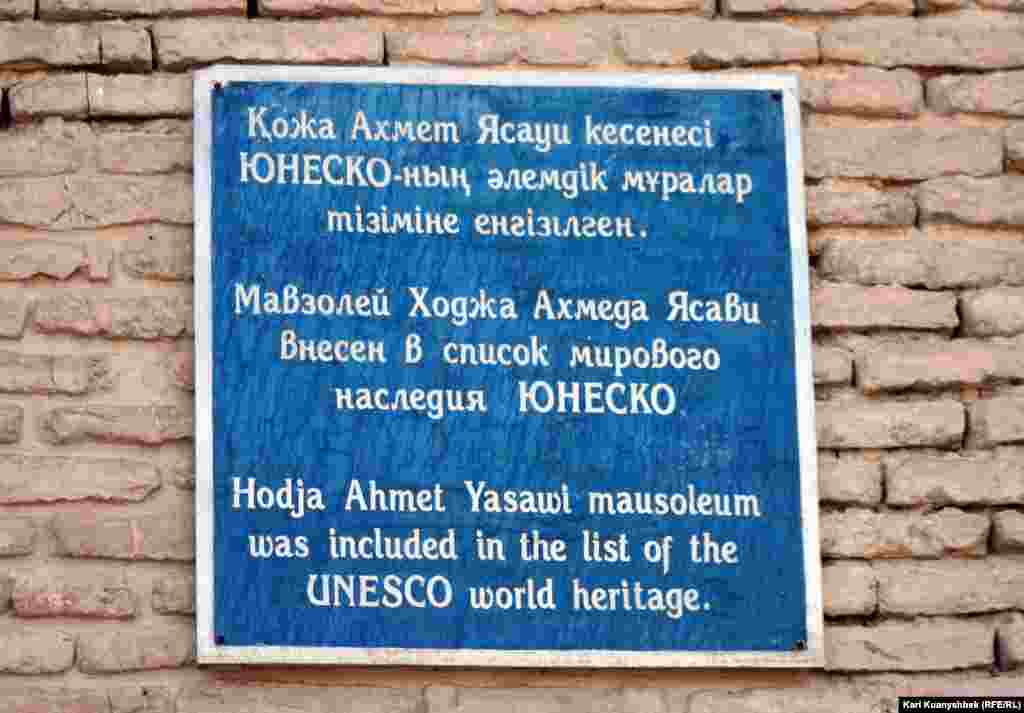 Қожа Ахмет Ясауи кесенесі
ЮНЕСКО-ның әлемдік мұралар
тізіміне енгізілген.
Мавзолей Ходжа Ахмеда Ясави
внесен в список мирового
наследия ЮНЕСКО
Hodja Ahmet Yasawi mausoleum
was included in the list of the
UNESCO world heritage.
Karl Kuanyshbek (RFE/RL)